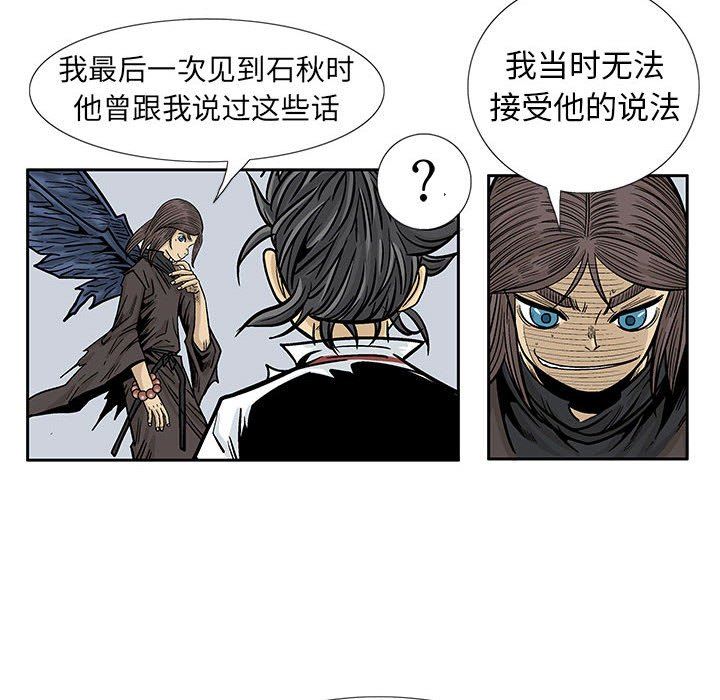 我最后一次见到石秋时
他曾跟我说过这些话
？
我当时无法
接受他的说法